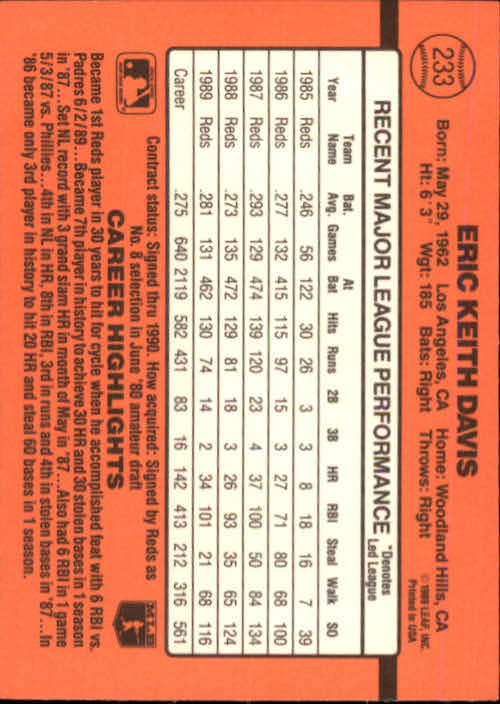 233
ERIC KEITH DAVIS
Born: May 29, 1962 Los Angeles, CA Home: Woodland Hills, CA
Ht: 6' 3" Wgt: 185 Bats: Right Throws: Right
© 1989 LEAF, INC.
Printed in USA
RECENT MAJOR LEAGUE PERFORMANCE *Denotes Led League
Year Team Name Bat. Avg. Games At Bat Hits Runs 2B 3B HR RBI Steal Walk SO
1985 Reds .246 56 122 30 26 3 3 8 18 16 7 39
1986 Reds .277 132 415 115 97 15 3 27 71 80 68 100
1987 Reds .293 129 474 139 120 23 4 37 100 50 84 134
1988 Reds .273 135 472 129 81 18 3 26 93 35 65 124
1989 Reds .281 131 462 130 74 14 2 34 101 21 68 116
Career .275 640 2119 582 431 83 16 142 413 212 316 561
Contract status: Signed thru 1990. How acquired: Signed by Reds as
No. 8 selection in June '80 amateur draft
CAREER HIGHLIGHTS
MLB
Became 1st Reds player in 30 years to hit for cycle when he accomplished feat with 6 RBI vs.
Padres 6/2/89...Became 7th player in history to achieve 30 HR and 30 stolen bases in 1 season
in '87...Set NL record with 3 grand slam HR in month of May in '87...Also had 6 RBI in 1 game
5/3/87 vs. Phillies...4th in NL in HR, 8th in RBI, 3rd in runs and 4th in stolen bases in '87...In
'86 became only 3rd player in history to hit 20 HR and steal 60 bases in 1 season.